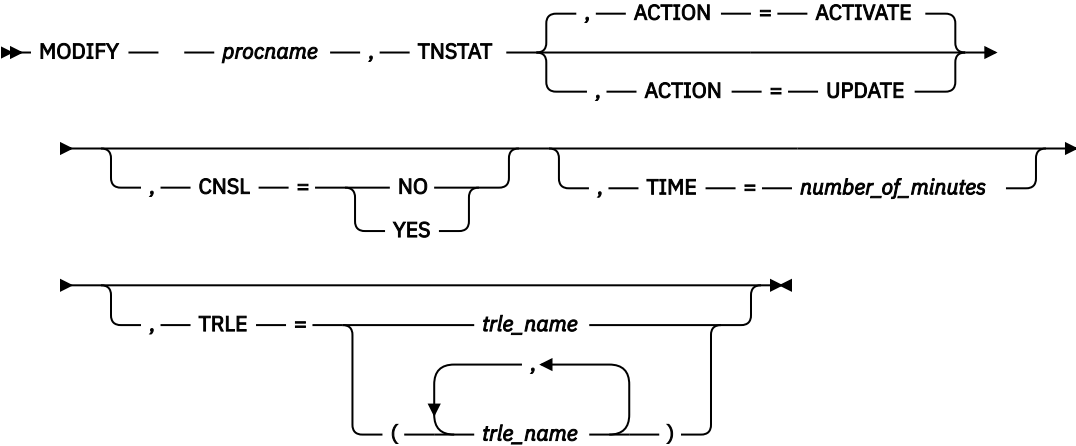 , ACTION = ACTIVATE
MODIFY procname , TNSTAT
, ACTION = UPDATE
, CNSL = NO
YES
, TIME = number_of_minutes
, TRLE = trle_name
,
( trle_name )